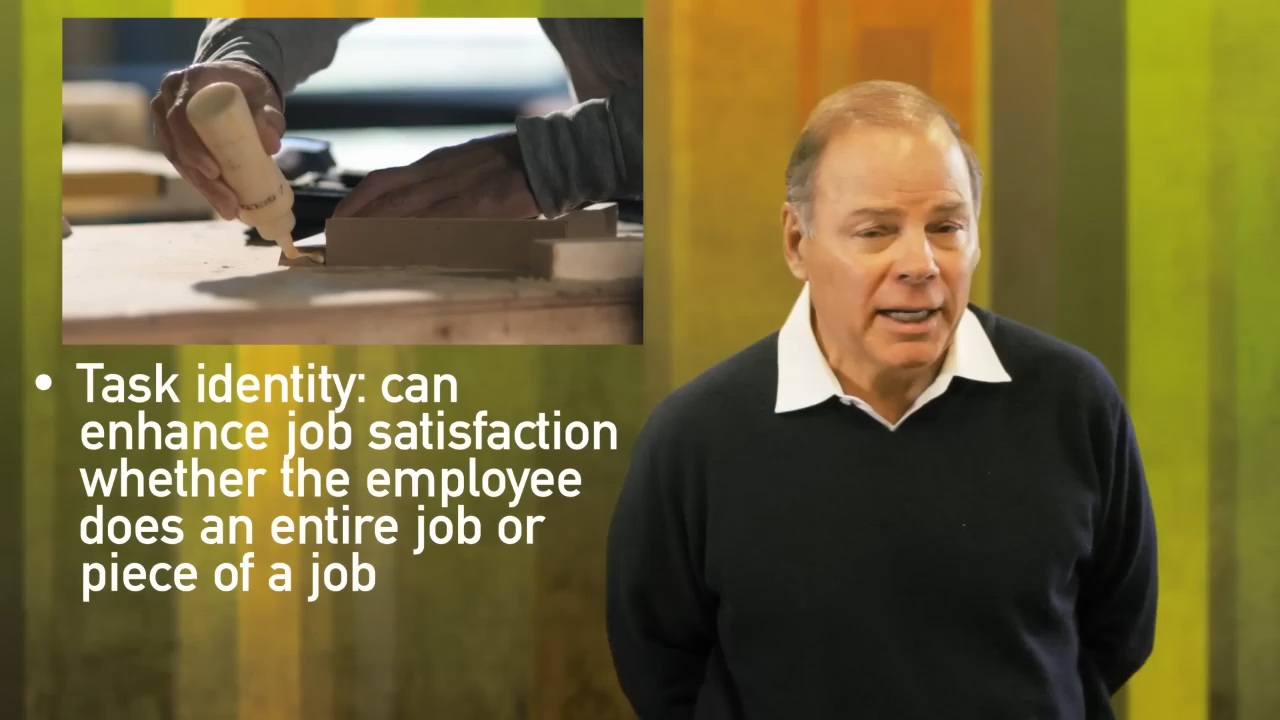 • Task identity: can
enhance job satisfaction
whether the employee
does an entire job or
piece of a job